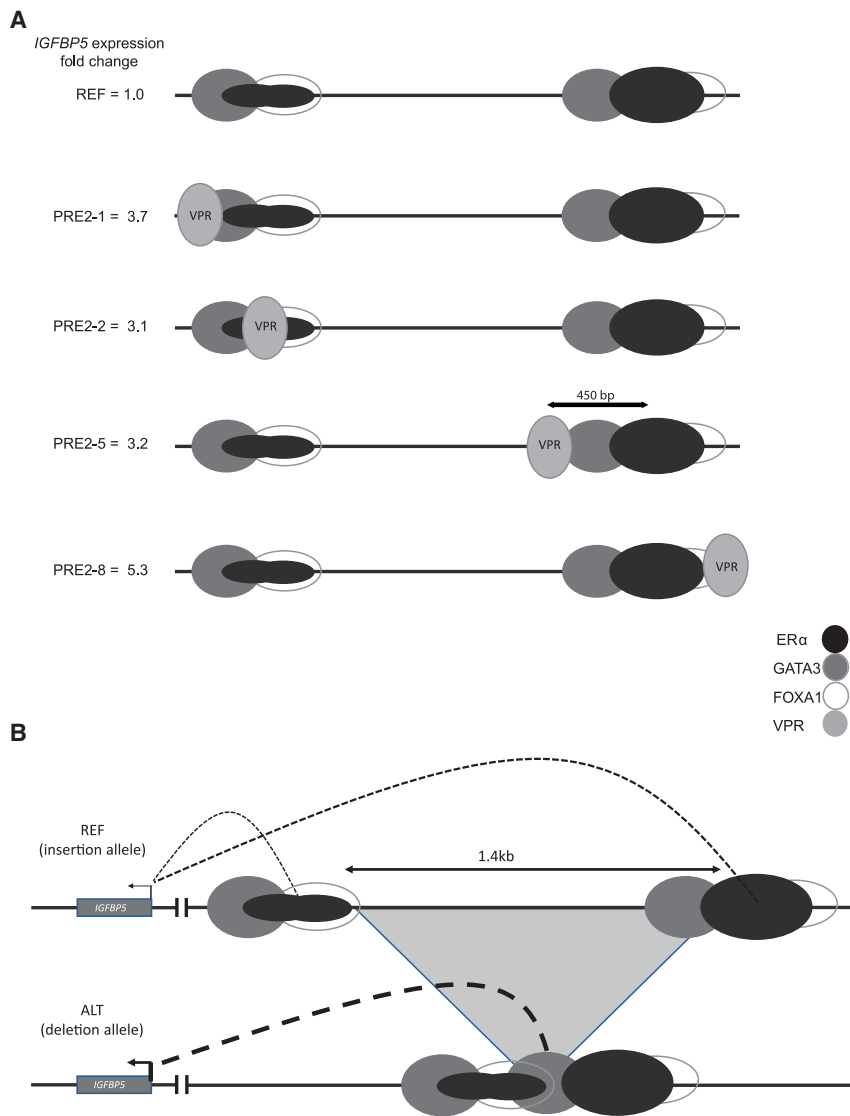 A
IGFBP5 expression
fold change
REF = 1.0
PRE2-1 = 3.7
VPR
PRE2-2 = 3.1
VPR
450 bp
PRE2-5 = 3.2
VPR
PRE2-8 = 5.3
VPR
ERα
GATA3
FOXA1
VPR
B
REF
(insertion allele)
1.4kb
IGFBP5
ALT
(deletion allele)
IGFBP5